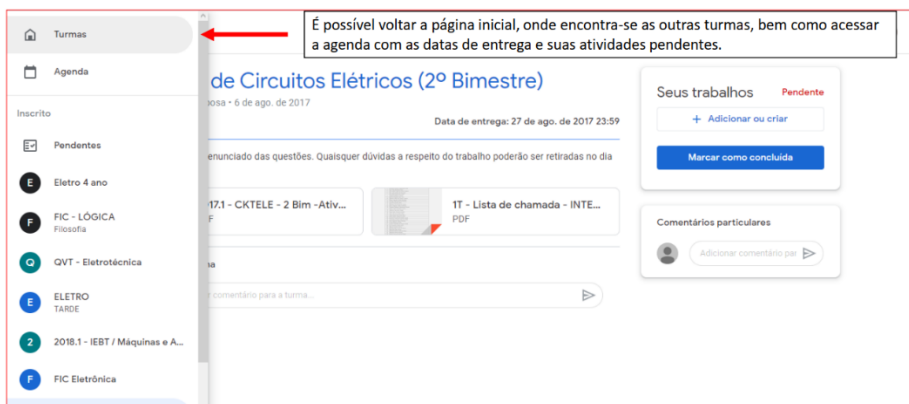 É possível voltar a página inicial, onde encontra-se as outras turmas, bem como acessar
a agenda com as datas de entrega e suas atividades pendentes.
Turmas
Agenda
Inscrito
Pendentes
Eletro 4 ano
FIC - LÓGICA
Filosofia
QVT - Eletrotécnica
ELETRO
TARDE
2018.1 - IEBT / Máquinas e A...
FIC Eletrônica
E
F
Q
E
2
F
de Circuitos Elétricos (2º Bimestre)
• 6 de ago. de 2017
Data de entrega: 27 de ago. de 2017 23:59
enunciado das questões. Quaisquer dúvidas a respeito do trabalho poderão ser retiradas no dia
17.1 - CKTELE - 2 Bim -Ativ...
1T - Lista de chamada - INTE...
PDF
comentário para a turma...
Seus trabalhos Pendente
+ Adicionar ou criar
Marcar como concluída
Comentários particulares
Adicionar comentário par